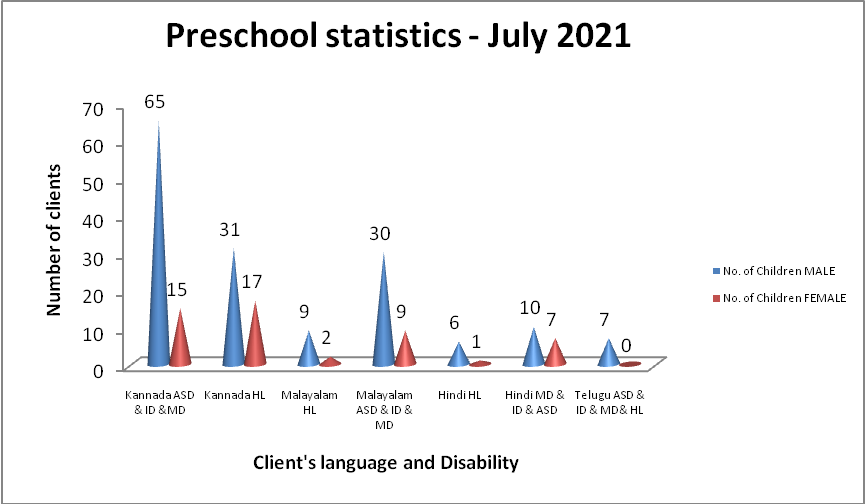 Preschool statistics - July 2021
Number of clients
70
60
50
40
30
20
10
0
65
15
31
17
9
2
30
9
6
1
10
7
7
0
Kannada ASD
& ID &MD
Kannada HL
Malayalam
HL
Malayalam
ASD & ID &
MD
Hindi HL
Hindi MD &
ID & ASD
Telugu ASD &
ID & MD& HL
Client's language and Disability
No. of Children MALE
No. of Children FEMALE